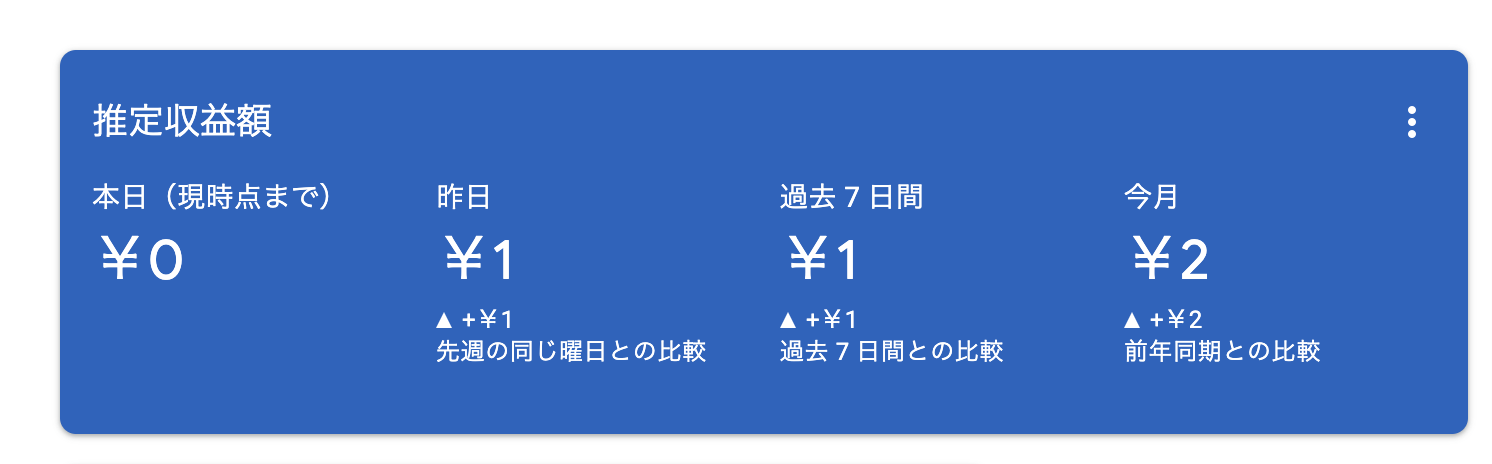 推定収益額
本日（現時点まで）
￥0
昨日
￥1
▲ +￥1
先週の同じ曜日との比較
過去 7 日間
￥1
▲ +￥1
過去 7 日間との比較
今月
￥2
▲ +￥2
前年同期との比較